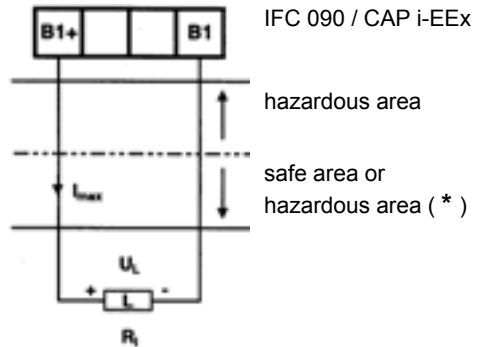 IFC 090 / CAP i-EEx
B1+ B1
hazardous area
safe area or
hazardous area ( * )
Imax
UL
+ -
L
RI